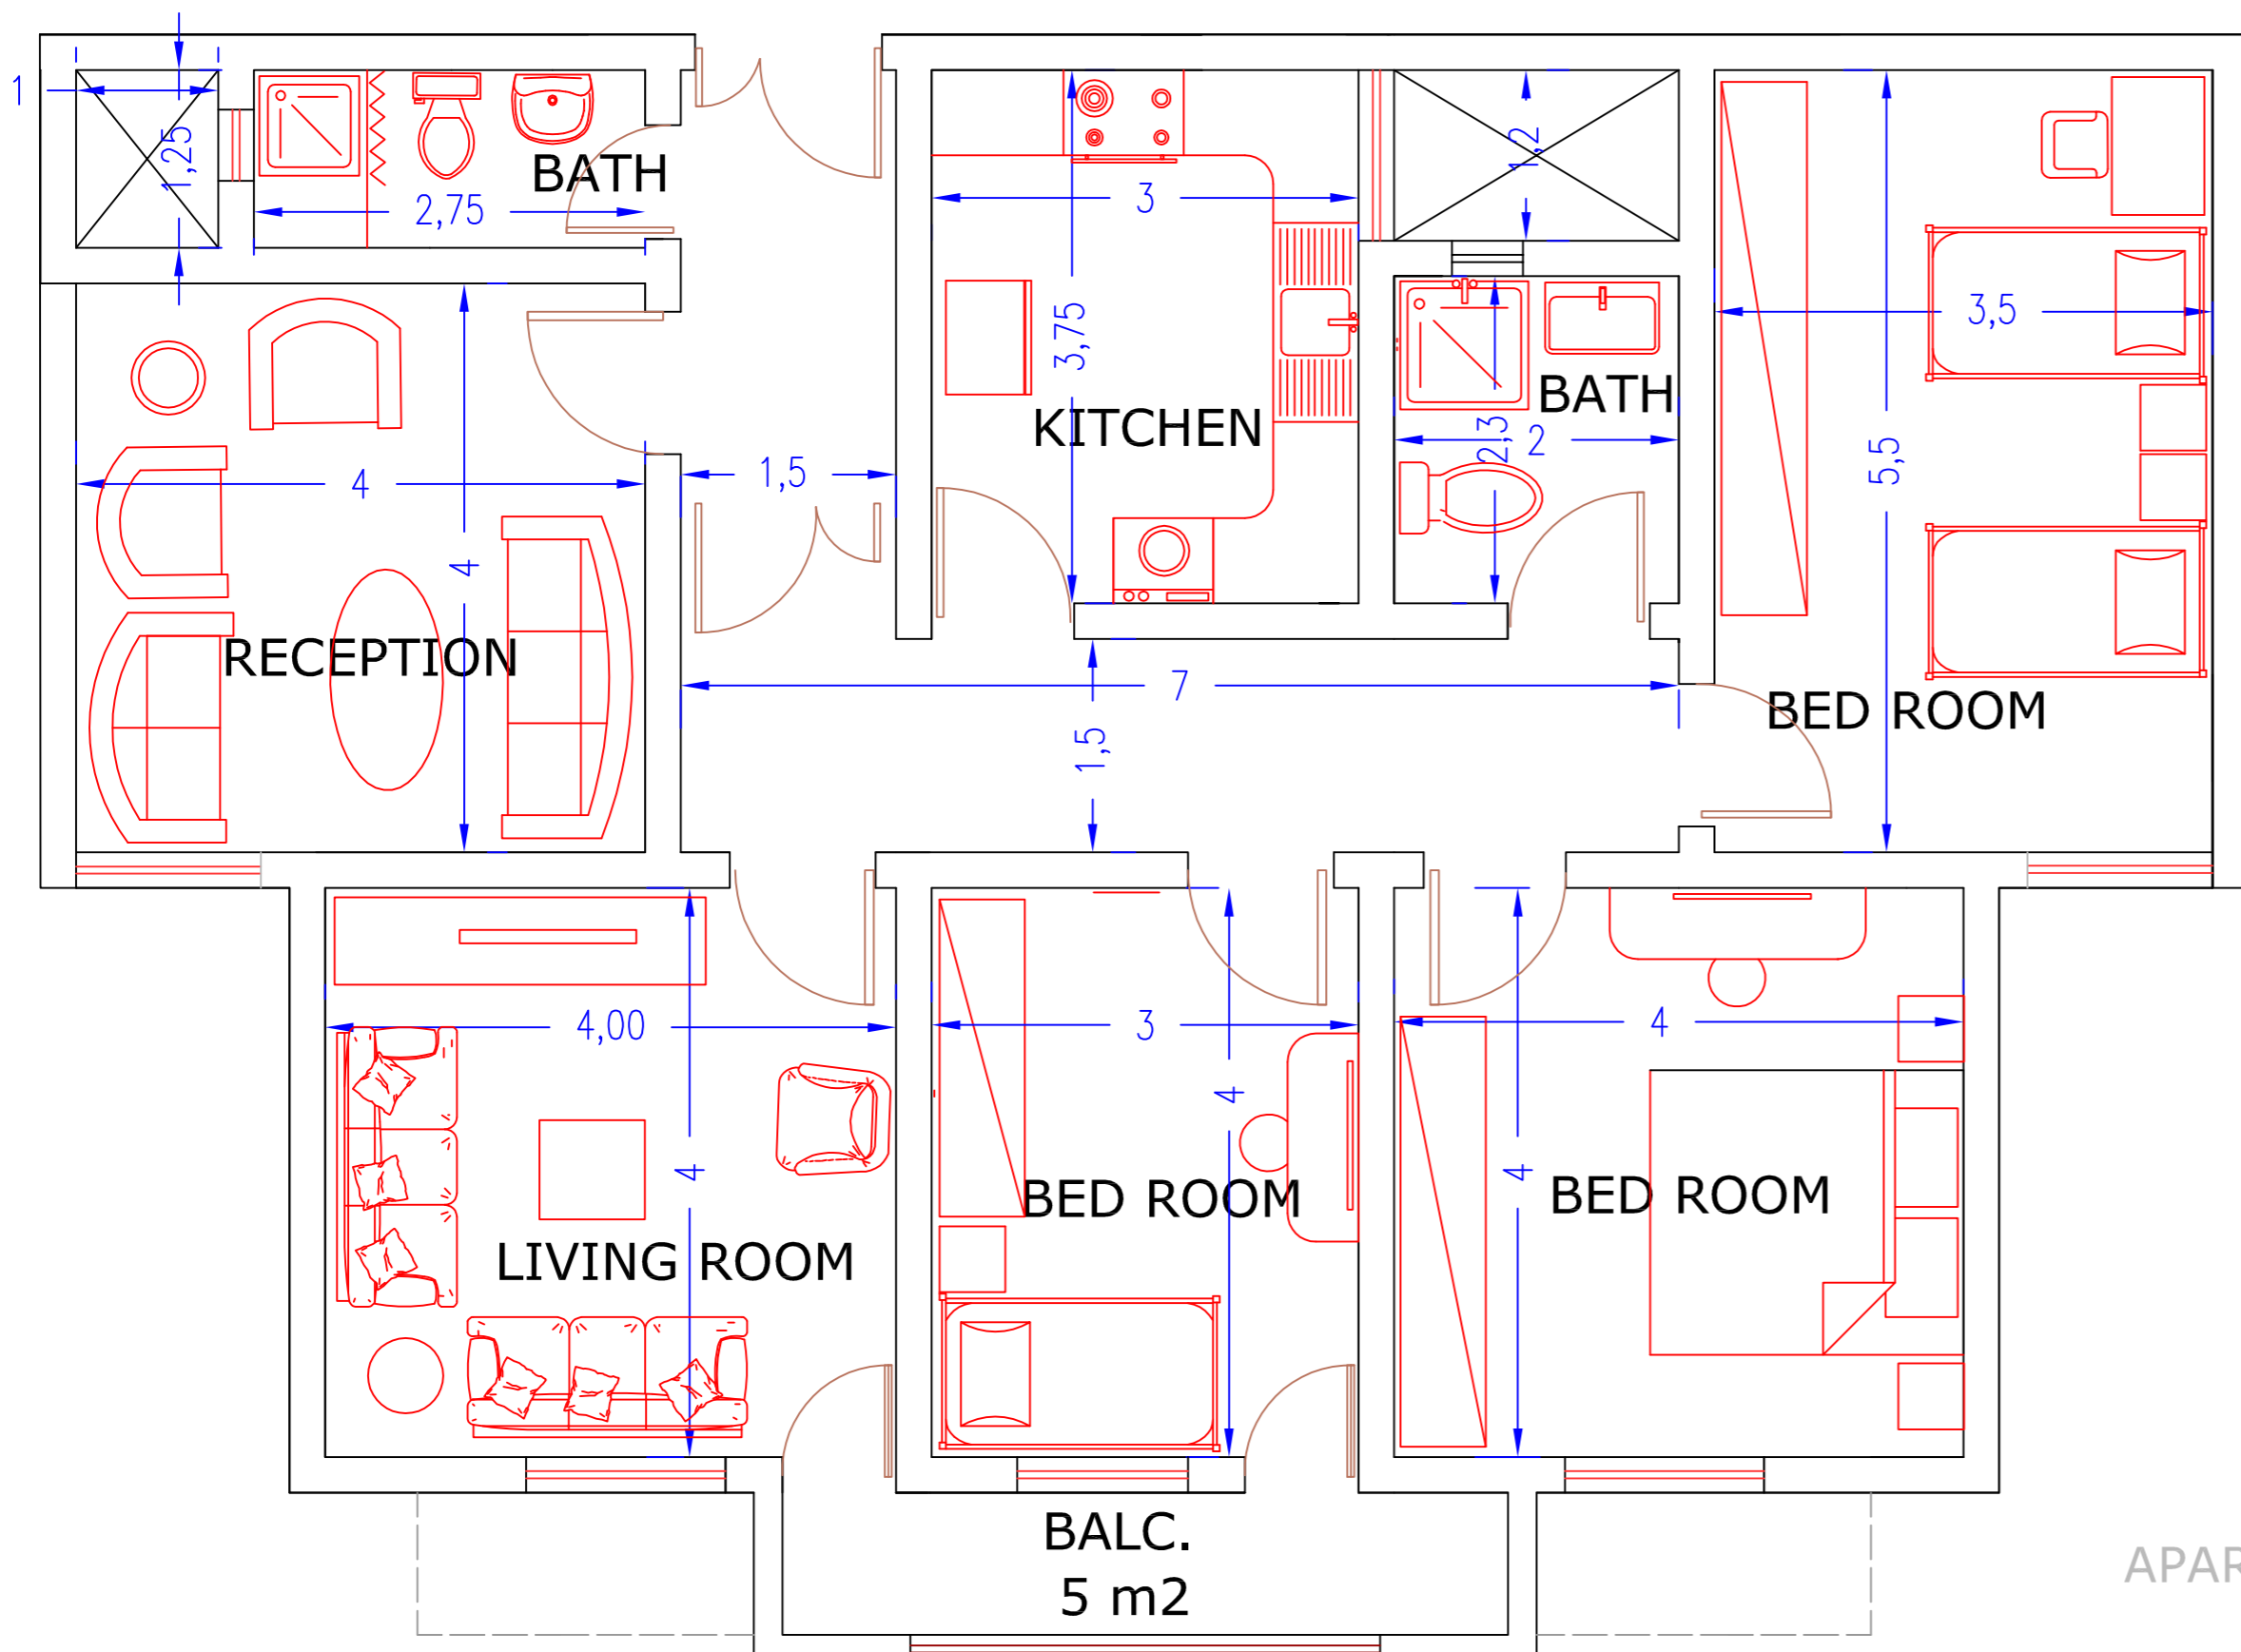 1
1,25
2,75
BATH
3
1,2
3,5
3,75
KITCHEN
BATH
2,3
2
5,5
4
1,5
4
RECEPTION
7
BED ROOM
1,5
4,00
3
4
4
4
4
BED ROOM
BED ROOM
LIVING ROOM
BALC.
5 m2
APAR